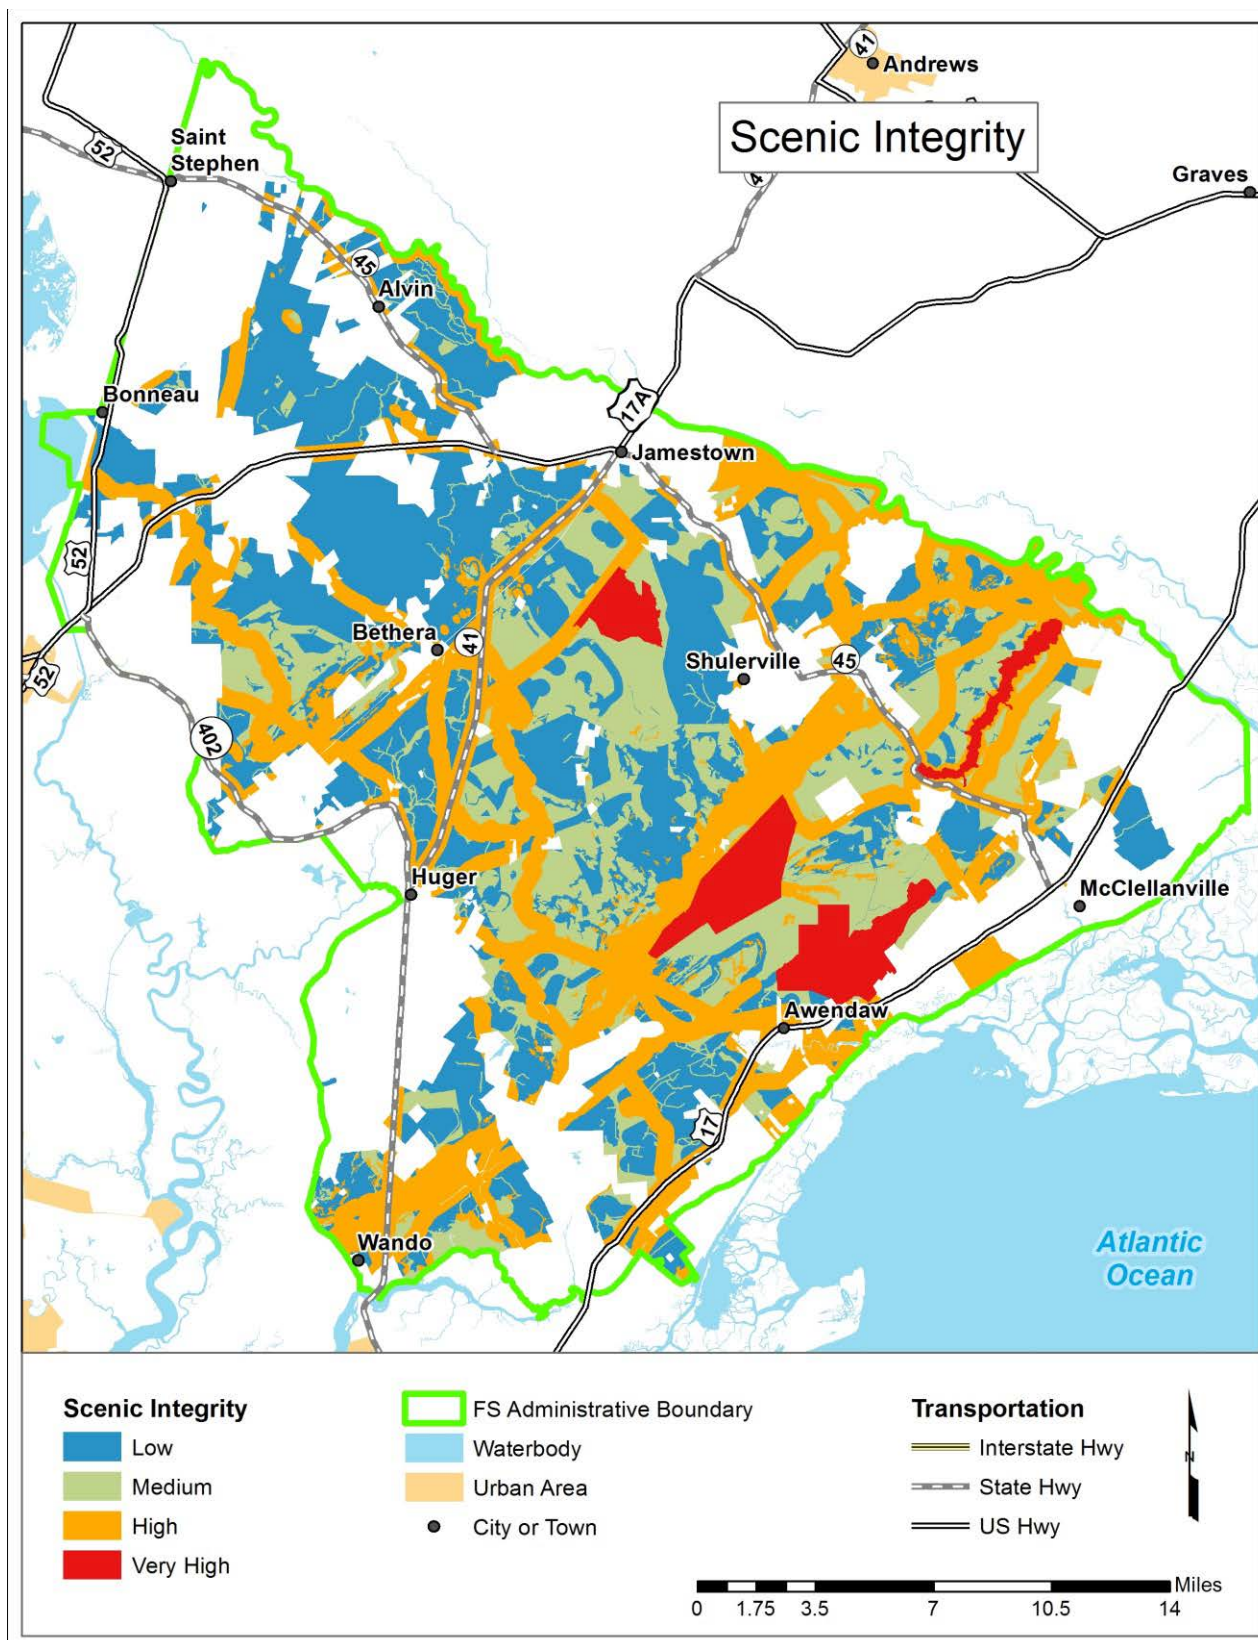 41
Andrews
Scenic Integrity
Saint
Stephen
52
4
Graves
45
Alvin
Bonneau
17A
Jamestown
52
Bethera
41
Shulerville
45
52
402
Huger
McClellanville
Awendaw
17
Wando
Atlantic
Ocean
Scenic Integrity
Low
Medium
High
Very High
FS Administrative Boundary
Waterbody
Urban Area
City or Town
Transportation
Interstate Hwy
State Hwy
US Hwy
N
Miles
0 1.75 3.5 7 10.5 14